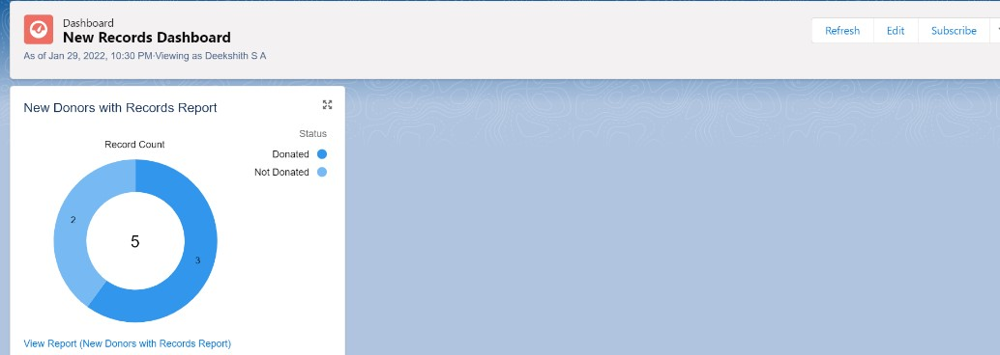 Dashboard
New Records Dashboard
As of Jan 29, 2022, 10:30 PM·Viewing as Deekshith S A
Refresh
Edit
Subscribe
New Donors with Records Report
Status
Record Count
Donated
Not Donated
2
5
3
View Report (New Donors with Records Report)